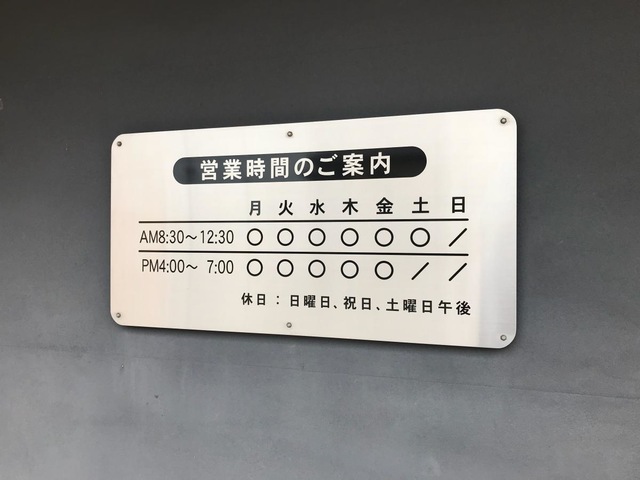 営業時間のご案内
月 火 水 木 金 土 日
AM8:30～12:30 ○ ○ ○ ○ ○ ○ ／
PM4:00～ 7:00 ○ ○ ○ ○ ○ ／ ／
休日：日曜日、祝日、土曜日午後